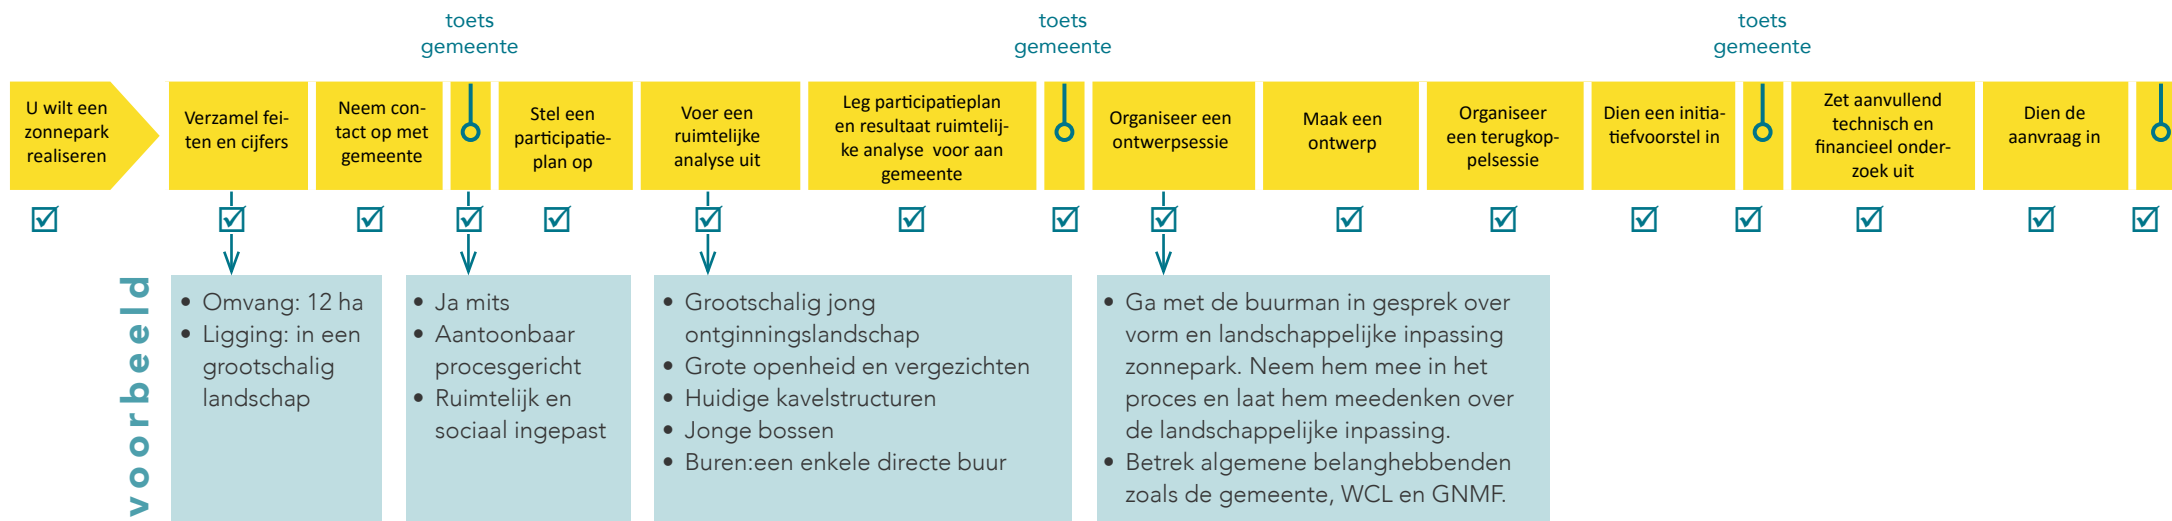 toets
gemeente
toets
gemeente
toets
gemeente
U wilt een
zonnepark
realiseren
Verzamel fei-
ten en cijfers
Neem con-
tact op met
gemeente
Stel een
participatie-
plan op
Voer een
ruimtelijke
analyse uit
Leg participatieplan
en resultaat ruimtelij-
ke analyse voor aan
gemeente
Organiseer een
ontwerpsessie
Maak een
ontwerp
Organiseer
een terugkop-
pelsessie
Dien een initia-
tiefvoorstel in
Zet aanvullend
technisch en
financieel onder-
zoek uit
Dien de
aanvraag in
voorbeeld
• Omvang: 12 ha
• Ligging: in een
grootschalig
landschap
• Ja mits
• Aantoonbaar
procesgericht
• Ruimtelijk en
sociaal ingepast
• Grootschalig jong
ontginningslandschap
• Grote openheid en vergezichten
• Huidige kavelstructuren
• Jonge bossen
• Buren:een enkele directe buur
• Ga met de buurman in gesprek over
vorm en landschappelijke inpassing
zonnepark. Neem hem mee in het
proces en laat hem meedenken over
de landschappelijke inpassing.
• Betrek algemene belanghebbenden
zoals de gemeente, WCL en GNMF.